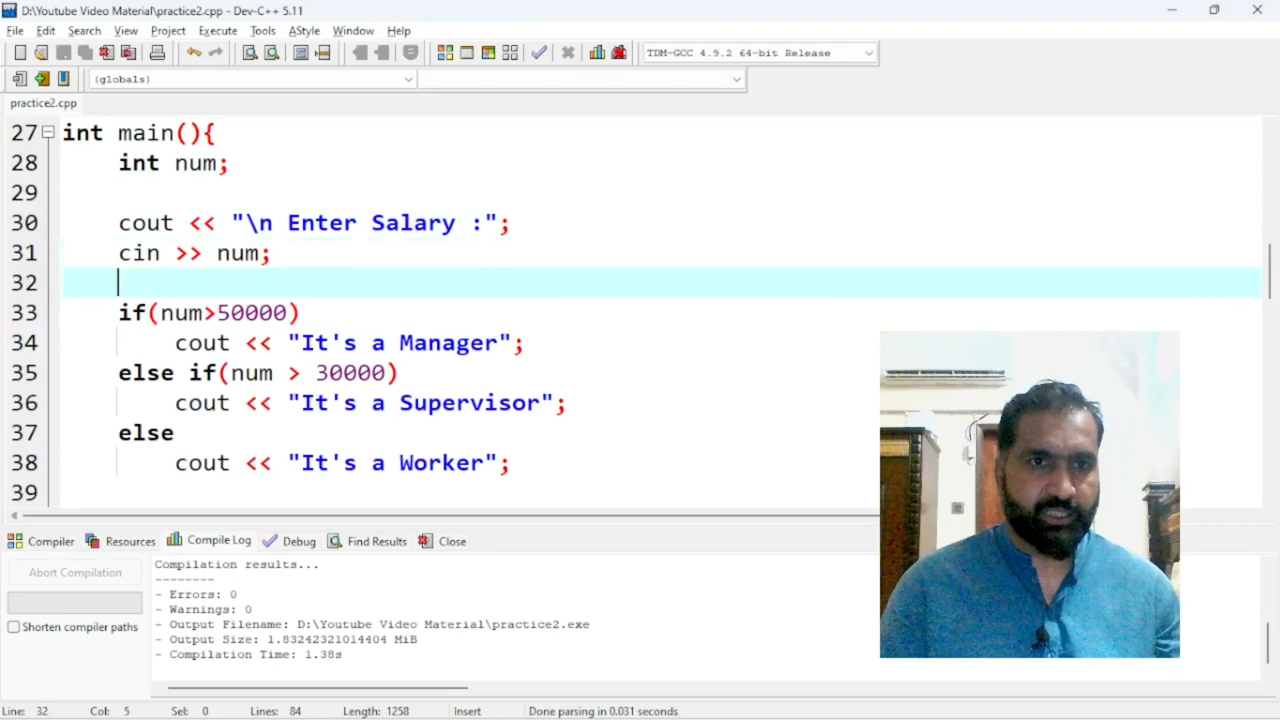 D:\Youtube Video Material\practice2.cpp - Dev-C++ 5.11
File Edit Search View Project Execute Tools AStyle Window Help
TDM-GCC 4.9.2 64-bit Release
(globals)
practice2.cpp
27 int main(){
28 int num;
29
30 cout << "\n Enter Salary :";
31 cin >> num;
32
33 if(num>50000)
34 cout << "It's a Manager";
35 else if(num > 30000)
36 cout << "It's a Supervisor";
37 else
38 cout << "It's a Worker";
39
Compiler Resources Compile Log Debug Find Results Close
Abort Compilation
Shorten compiler paths
Compilation results...
--------
- Errors: 0
- Warnings: 0
- Output Filename: D:\Youtube Video Material\practice2.exe
- Output Size: 1.83242321014404 MiB
- Compilation Time: 1.38s
Line: 32 Col: 5 Sel: 0 Lines: 84 Length: 1258 Insert Done parsing in 0.031 seconds